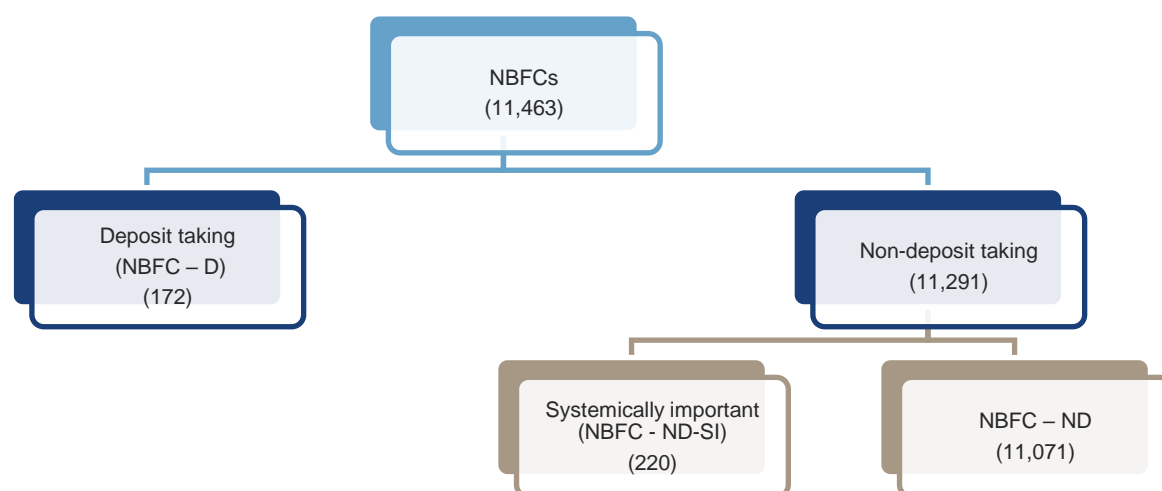 NBFCs
(11,463)
Deposit taking
(NBFC – D)
(172)
Non-deposit taking
(11,291)
Systemically important
(NBFC - ND-SI)
(220)
NBFC – ND
(11,071)